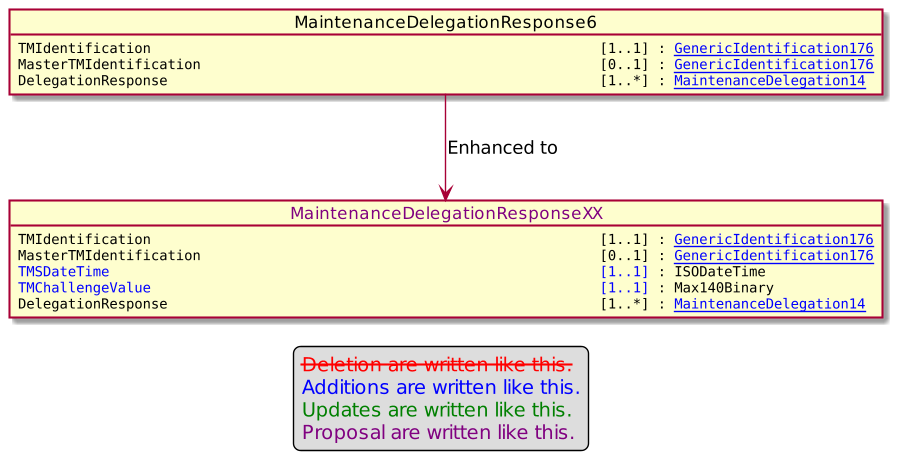 MaintenanceDelegationResponse6
TMIdentification [1..1] : GenericIdentification176
MasterTMIdentification [0..1] : GenericIdentification176
DelegationResponse [1..*] : MaintenanceDelegation14
Enhanced to
MaintenanceDelegationResponseXX
TMIdentification [1..1] : GenericIdentification176
MasterTMIdentification [0..1] : GenericIdentification176
TMSDateTime [1..1] : ISODateTime
TMChallengeValue [1..1] : Max140Binary
DelegationResponse [1..*] : MaintenanceDelegation14
Deletion are written like this.
Additions are written like this.
Updates are written like this.
Proposal are written like this.